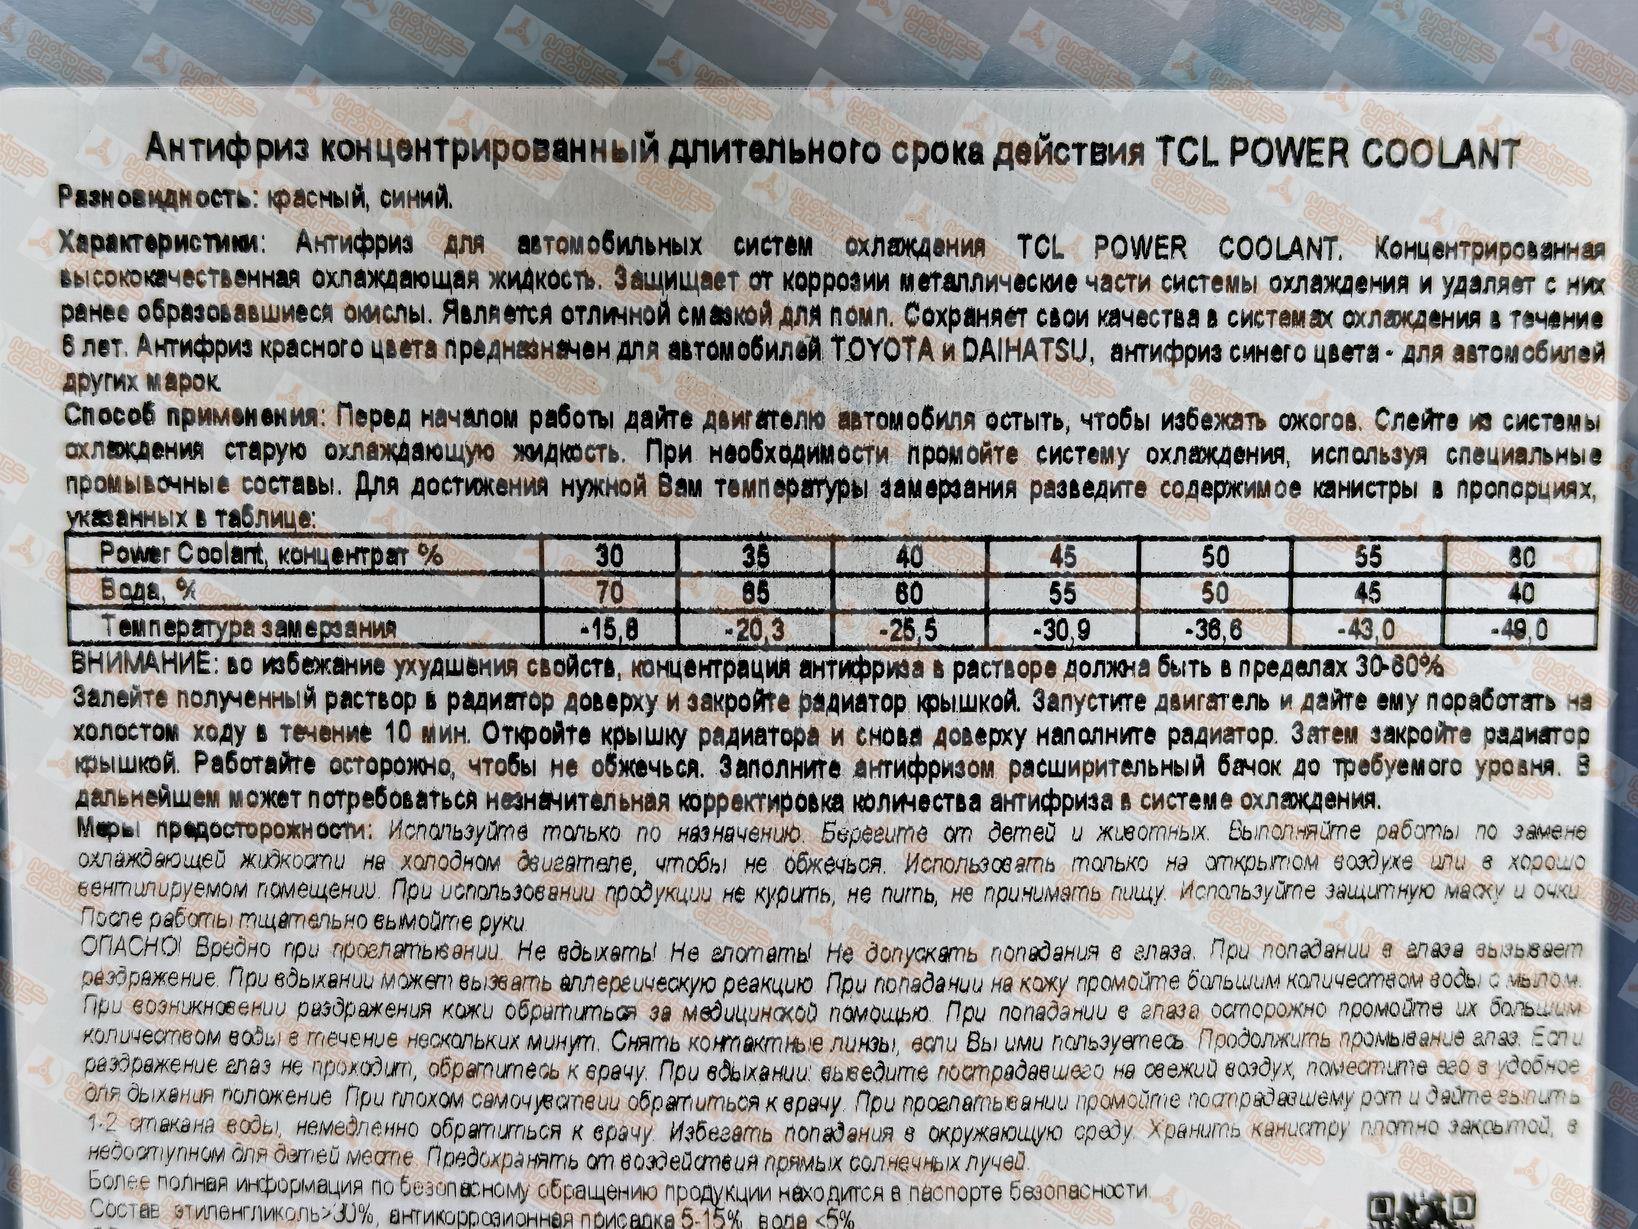 Антифриз концентрированный длительного срока действия TCL POWER COOLANT
Разновидность: красный, синий.
Характеристики: Антифриз для автомобильных систем охлаждения TCL POWER COOLANT. Концентрированная
высококачественная охлаждающая жидкость. Защищает от коррозии металлические части системы охлаждения и удаляет с них
ранее образовавшиеся окислы. Является отличной смазкой для помп. Сохраняет свои качества в системах охлаждения в течение
6 лет. Антифриз красного цвета предназначен для автомобилей TOYOTA и DAIHATSU, антифриз синего цвета - для автомобилей
других марок.
Способ применения: Перед началом работы дайте двигателю автомобиля остыть, чтобы избежать ожогов. Слейте из системы
охлаждения старую охлаждающую жидкость. При необходимости промойте систему охлаждения, используя специальные
промывочные составы. Для достижения нужной Вам температуры замерзания разведите содержимое канистры в пропорциях,
указанных в таблице:
Power Coolant, концентрат % 30 35 40 45 50 55 60
Вода, % 70 65 60 55 50 45 40
Температура замерзания -15,6 -20,3 -25,5 -30,9 -36,6 -43,0 -49,0
ВНИМАНИЕ: во избежание ухудшения свойств, концентрация антифриза в растворе должна быть в пределах 30-60%
Залейте полученный раствор в радиатор доверху и закройте радиатор крышкой. Запустите двигатель и дайте ему поработать на
холостом ходу в течение 10 мин. Откройте крышку радиатора и снова доверху наполните радиатор. Затем закройте радиатор
крышкой. Работайте осторожно, чтобы не обжечься. Заполните антифризом расширительный бачок до требуемого уровня. В
дальнейшем может потребоваться незначительная корректировка количества антифриза в системе охлаждения.
Меры предосторожности: Используйте только по назначению. Берегите от детей и животных. Выполняйте работы по замене
охлаждающей жидкости на холодном двигателе, чтобы не обжечься. Использовать только на открытом воздухе или в хорошо
вентилируемом помещении. При использовании продукции не курить, не пить, не принимать пищу. Используйте защитную маску и очки.
После работы тщательно вымойте руки.
ОПАСНО! Вредно при проглатывании. Не вдыхать! Не глотать! Не допускать попадания в глаза. При попадании в глаза вызывает
раздражение. При вдыхании может вызвать аллергическую реакцию. При попадании на кожу промойте большим количеством воды с мылом.
При возникновении раздражения кожи обратиться за медицинской помощью. При попадании в глаза осторожно промойте их большим
количеством воды в течение нескольких минут. Снять контактные линзы, если Вы ими пользуетесь. Продолжить промывание глаз. Если
раздражение глаз не проходит, обратитесь к врачу. При вдыхании: выведите пострадавшего на свежий воздух, поместите его в удобное
для дыхания положение. При плохом самочувствии обратиться к врачу. При проглатывании промойте пострадавшему рот и дайте выпить
1-2 стакана воды, немедленно обратиться к врачу. Избегать попадания в окружающую среду. Хранить канистру плотно закрытой, в
недоступном для детей месте. Предохранять от воздействия прямых солнечных лучей.
Более полная информация по безопасному обращению продукции находится в паспорте безопасности.
Состав: этиленгликоль>30%, антикоррозионная присадка 5-15%, вода <5%